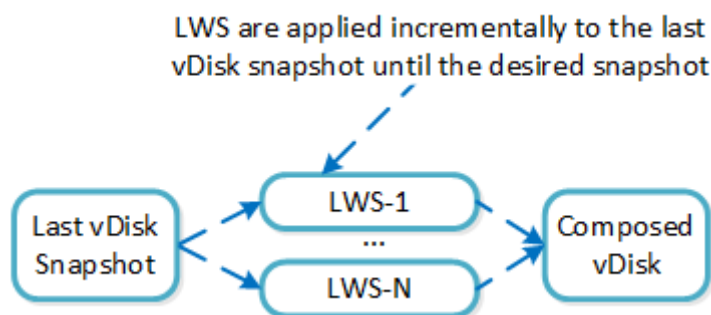 LWS are applied incrementally to the last
vDisk snapshot until the desired snapshot
LWS-1
Last vDisk
Snapshot
...
Composed
vDisk
LWS-N